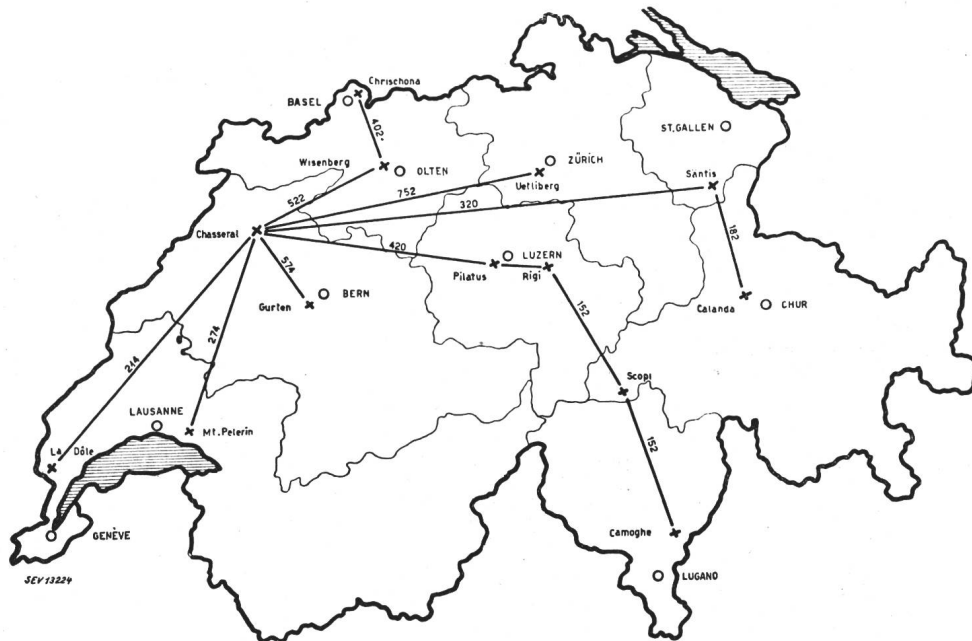 Chrischona
BASEL
402
ST.GALLEN
Wisenberg
OLTEN
ZÜRICH
Uetliberg
Säntis
522
752
320
Chasseral
182
420
LUZERN
Pilatus
Rigi
574
Gurten
BERN
Calanda
CHUR
152
274
214
Scopi
LAUSANNE
Mt.Pelerin
La Dôle
152
Camoghe
GENÈVE
SEV 13224
LUGANO